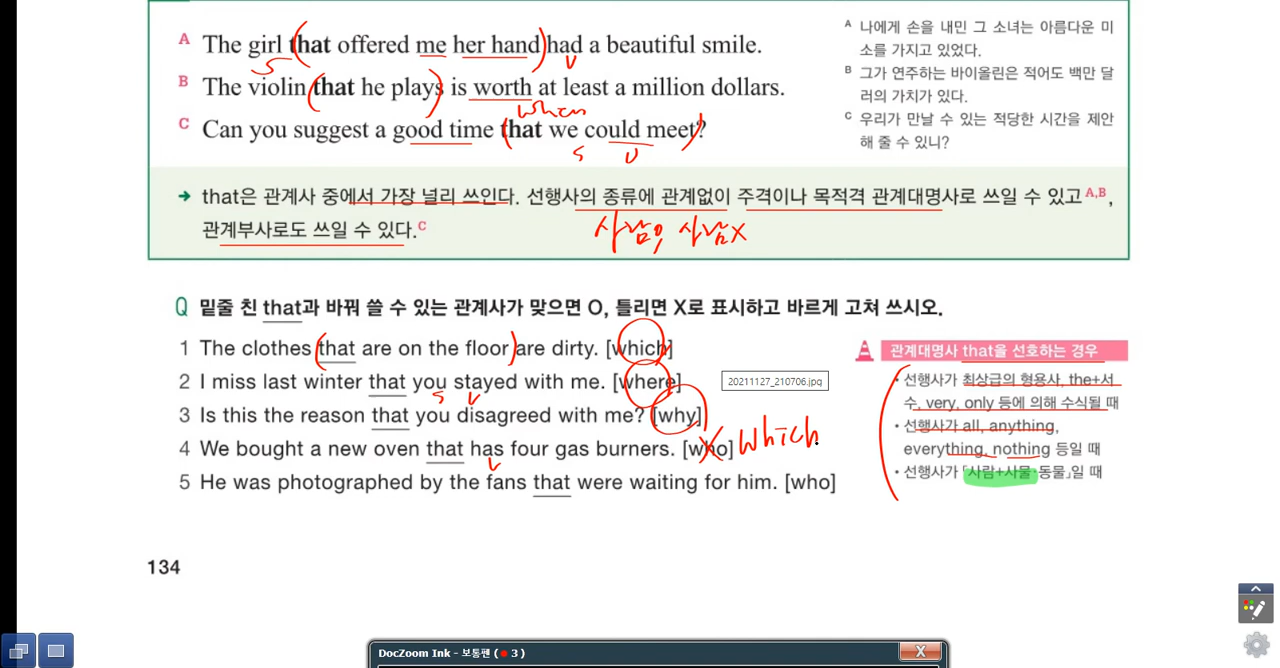 A The girl that offered me her hand had a beautiful smile.
S
V
B The violin that he plays is worth at least a million dollars.
when
C Can you suggest a good time that we could meet?
S
V
A 나에게 손을 내민 그 소녀는 아름다운 미
소를 가지고 있었다.
B 그가 연주하는 바이올린은 적어도 백만 달
러의 가치가 있다.
C 우리가 만날 수 있는 적당한 시간을 제안
해 줄 수 있니?
→ that은 관계사 중에서 가장 널리 쓰인다. 선행사의 종류에 관계없이 주격이나 목적격 관계대명사로 쓰일 수 있고A,B,
관계부사로도 쓰일 수 있다.C
사람O, 사람X
Q 밑줄 친 that과 바꿔 쓸 수 있는 관계사가 맞으면 O, 틀리면 X로 표시하고 바르게 고쳐 쓰시오.
1 The clothes that are on the floor are dirty. [which]
2 I miss last winter that you stayed with me. [where]
S
V
3 Is this the reason that you disagreed with me? [why]
4 We bought a new oven that has four gas burners. [who] which
V
5 He was photographed by the fans that were waiting for him. [who]
20211127_210706.jpq
관계대명사 that을 선호하는 경우
• 선행사가 최상급의 형용사, the+서
수, very, only 등에 의해 수식될 때
• 선행사가 all, anything,
everything, nothing 등일 때
• 선행사가 「사람+사물·동물」일 때
134
DocZoom Ink - 보통펜 ( 3 )
X